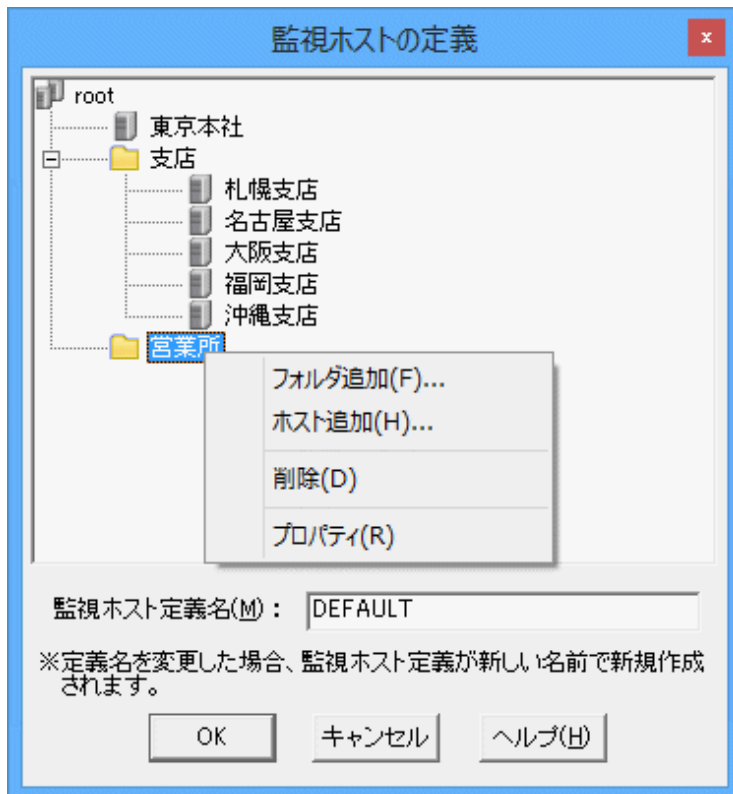 監視ホストの定義
x
root
東京本社
支店
札幌支店
名古屋支店
大阪支店
福岡支店
沖縄支店
営業所
フォルダ追加(F)...
ホスト追加(H)...
削除(D)
プロパティ(R)
監視ホスト定義名(M)： DEFAULT
※定義名を変更した場合、監視ホスト定義が新しい名前で新規作成
されます。
OK キャンセル ヘルプ(H)